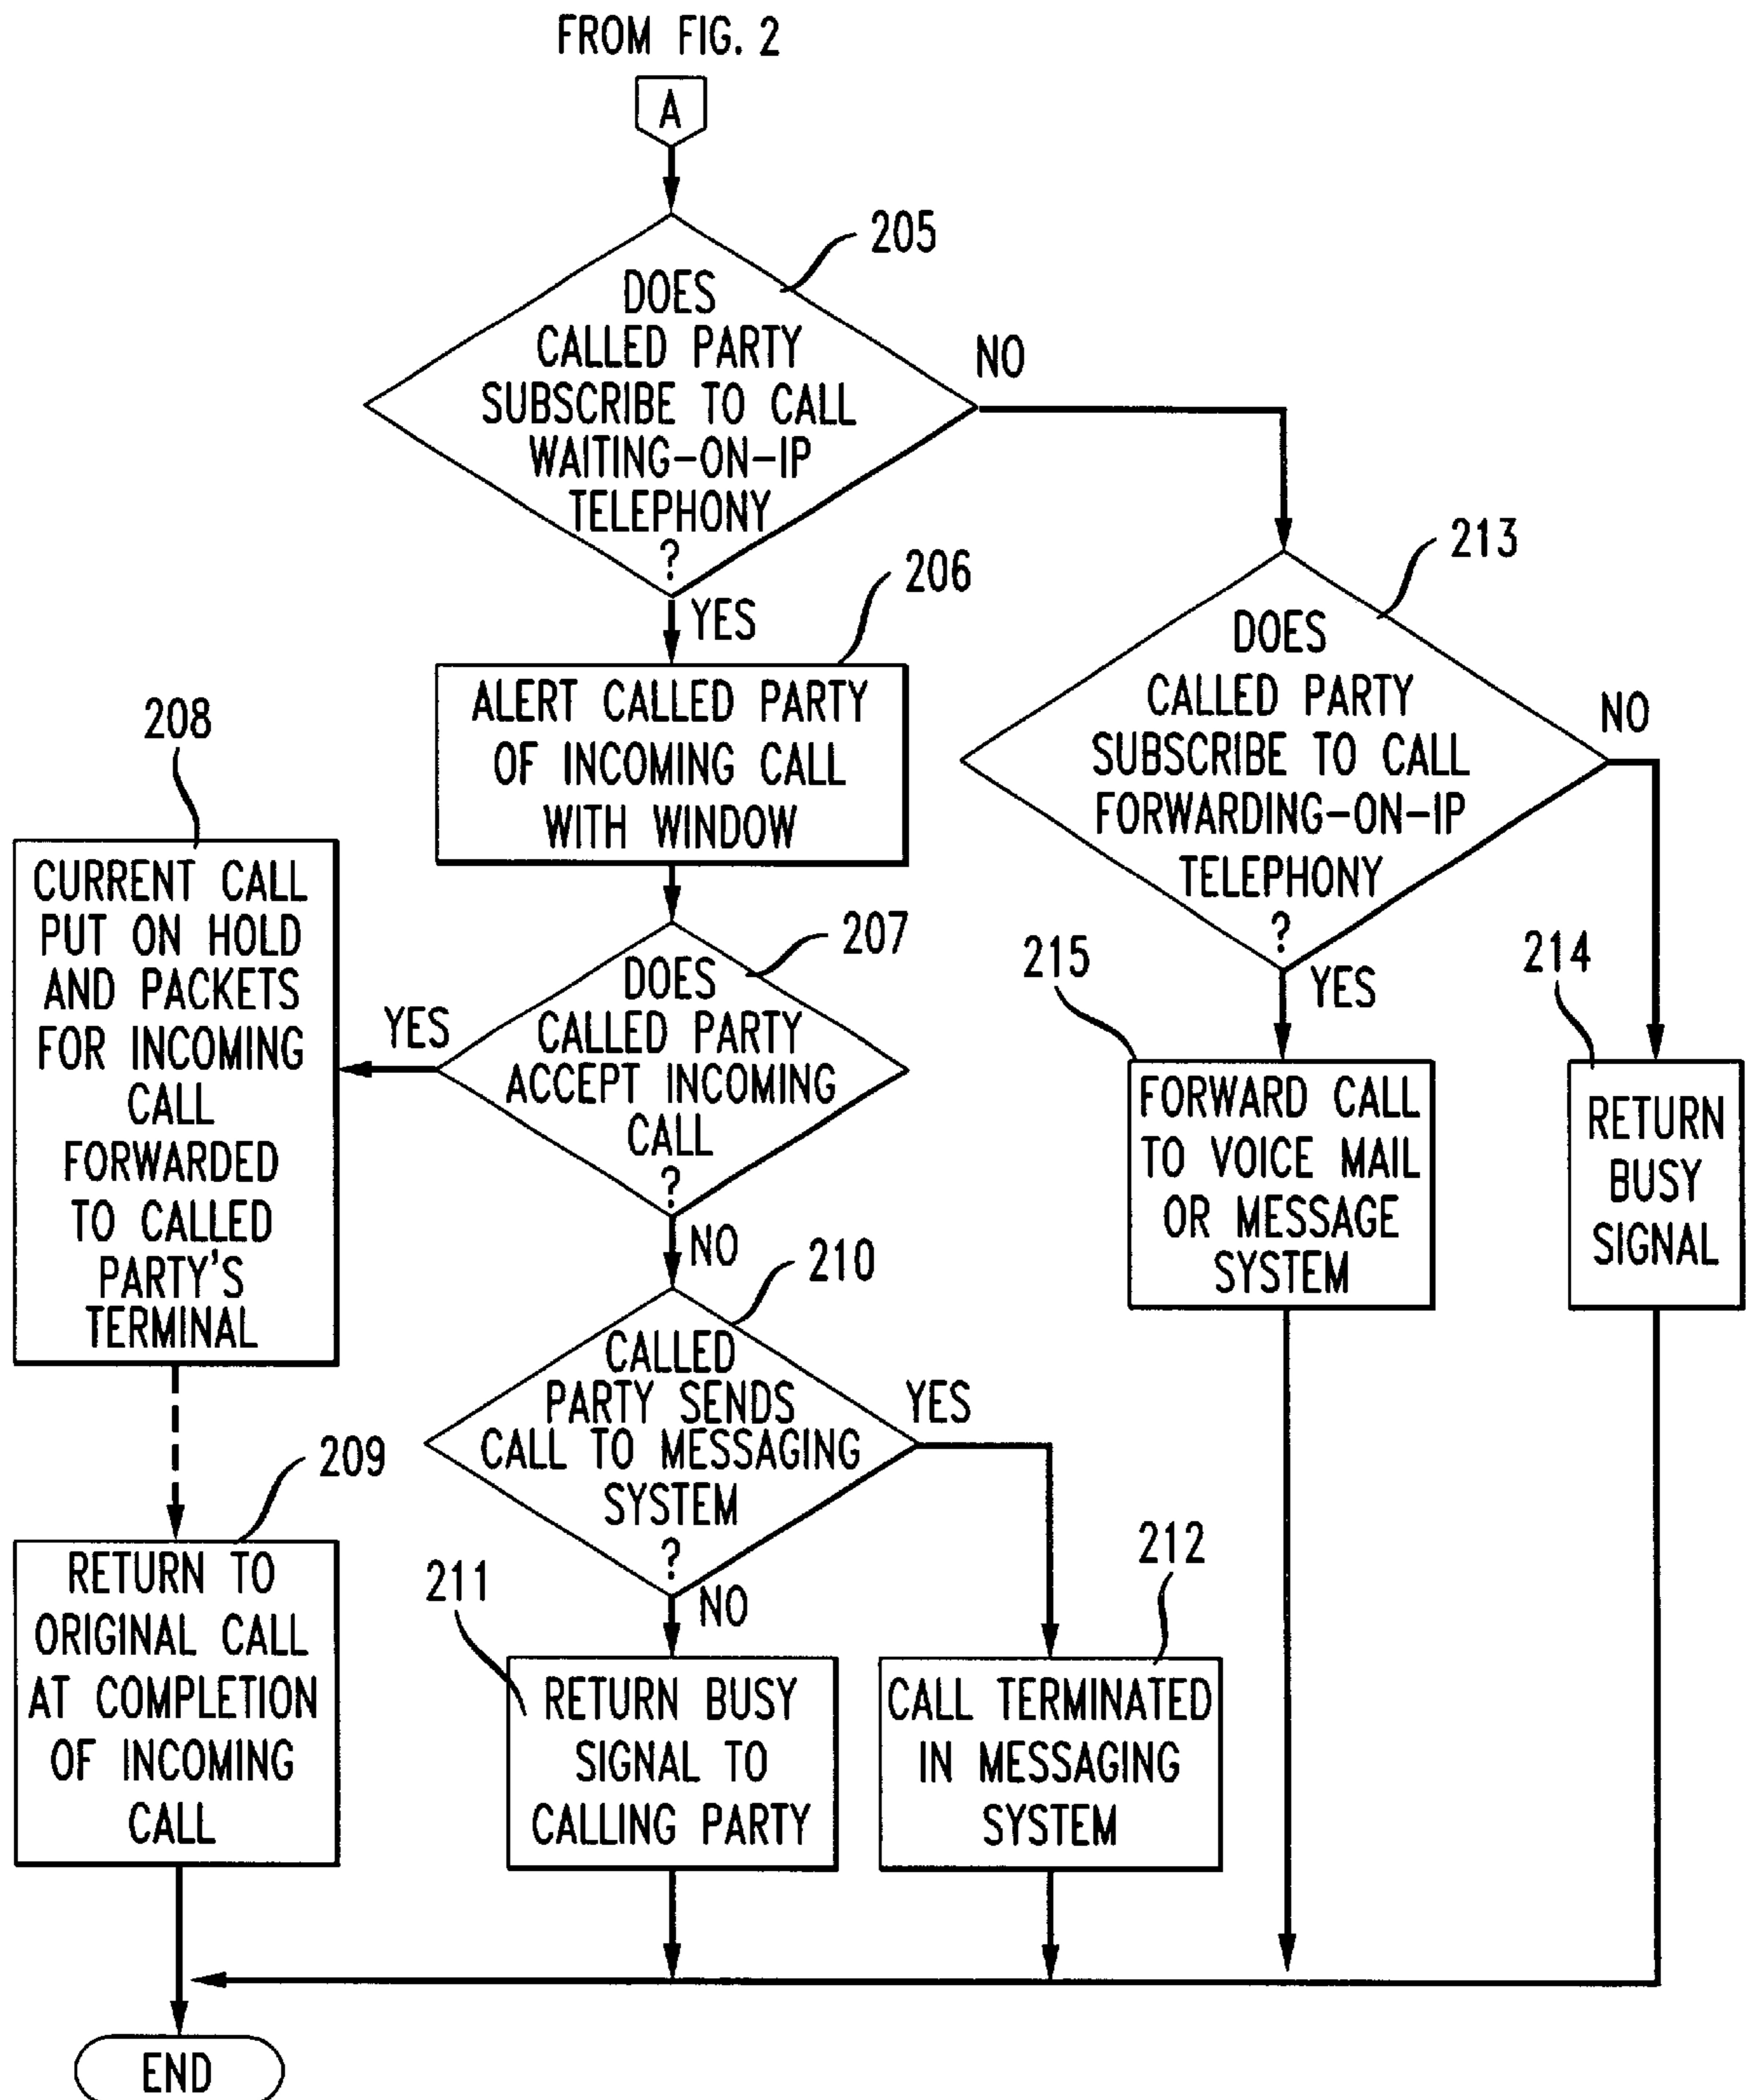 FROM FIG. 2
A
205
DOES
CALLED PARTY
SUBSCRIBE TO CALL
WAITING-ON-IP
TELEPHONY
?
NO
YES
206
ALERT CALLED PARTY
OF INCOMING CALL
WITH WINDOW
213
DOES
CALLED PARTY
SUBSCRIBE TO CALL
FORWARDING-ON-IP
TELEPHONY
?
NO
YES
208
CURRENT CALL
PUT ON HOLD
AND PACKETS
FOR INCOMING
CALL
FORWARDED
TO CALLED
PARTY'S
TERMINAL
207
DOES
CALLED PARTY
ACCEPT INCOMING
CALL
?
YES
NO
215
FORWARD CALL
TO VOICE MAIL
OR MESSAGE
SYSTEM
214
RETURN
BUSY
SIGNAL
210
CALLED
PARTY SENDS
CALL TO MESSAGING
SYSTEM
?
YES
NO
209
RETURN TO
ORIGINAL CALL
AT COMPLETION
OF INCOMING
CALL
211
RETURN BUSY
SIGNAL TO
CALLING PARTY
212
CALL TERMINATED
IN MESSAGING
SYSTEM
END